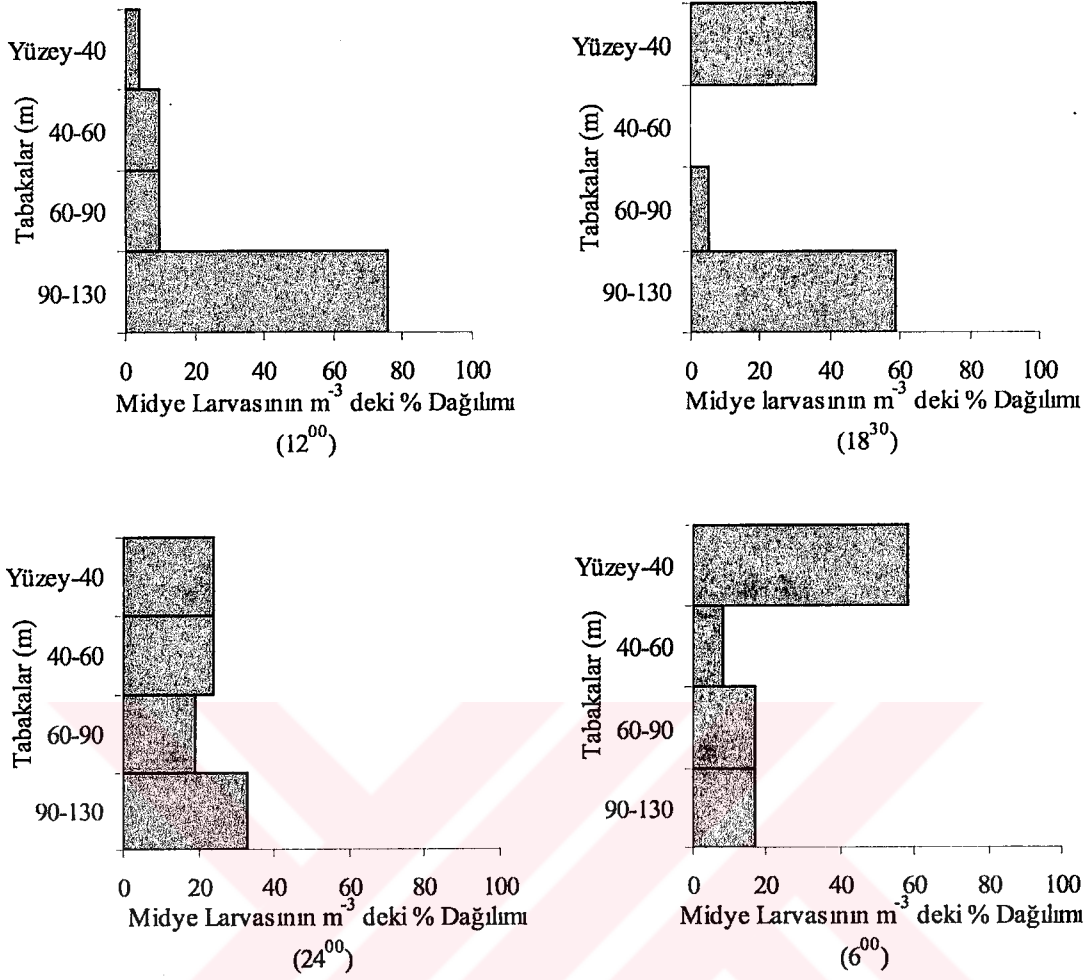 Yüzey-40
40-60
60-90
90-130
Tabakalar (m)
0 20 40 60 80 100
Midye Larvasının m⁻³ deki % Dağılımı
(12⁰⁰)
Yüzey-40
40-60
60-90
90-130
Tabakalar (m)
0 20 40 60 80 100
Midye larvasının m⁻³ deki % Dağılımı
(18³⁰)
Yüzey-40
40-60
60-90
90-130
Tabakalar (m)
0 20 40 60 80 100
Midye Larvasının m⁻³ deki % Dağılımı
(24⁰⁰)
Yüzey-40
40-60
60-90
90-130
Tabakalar (m)
0 20 40 60 80 100
Midye Larvasının m⁻³ deki % Dağılımı
(6⁰⁰)